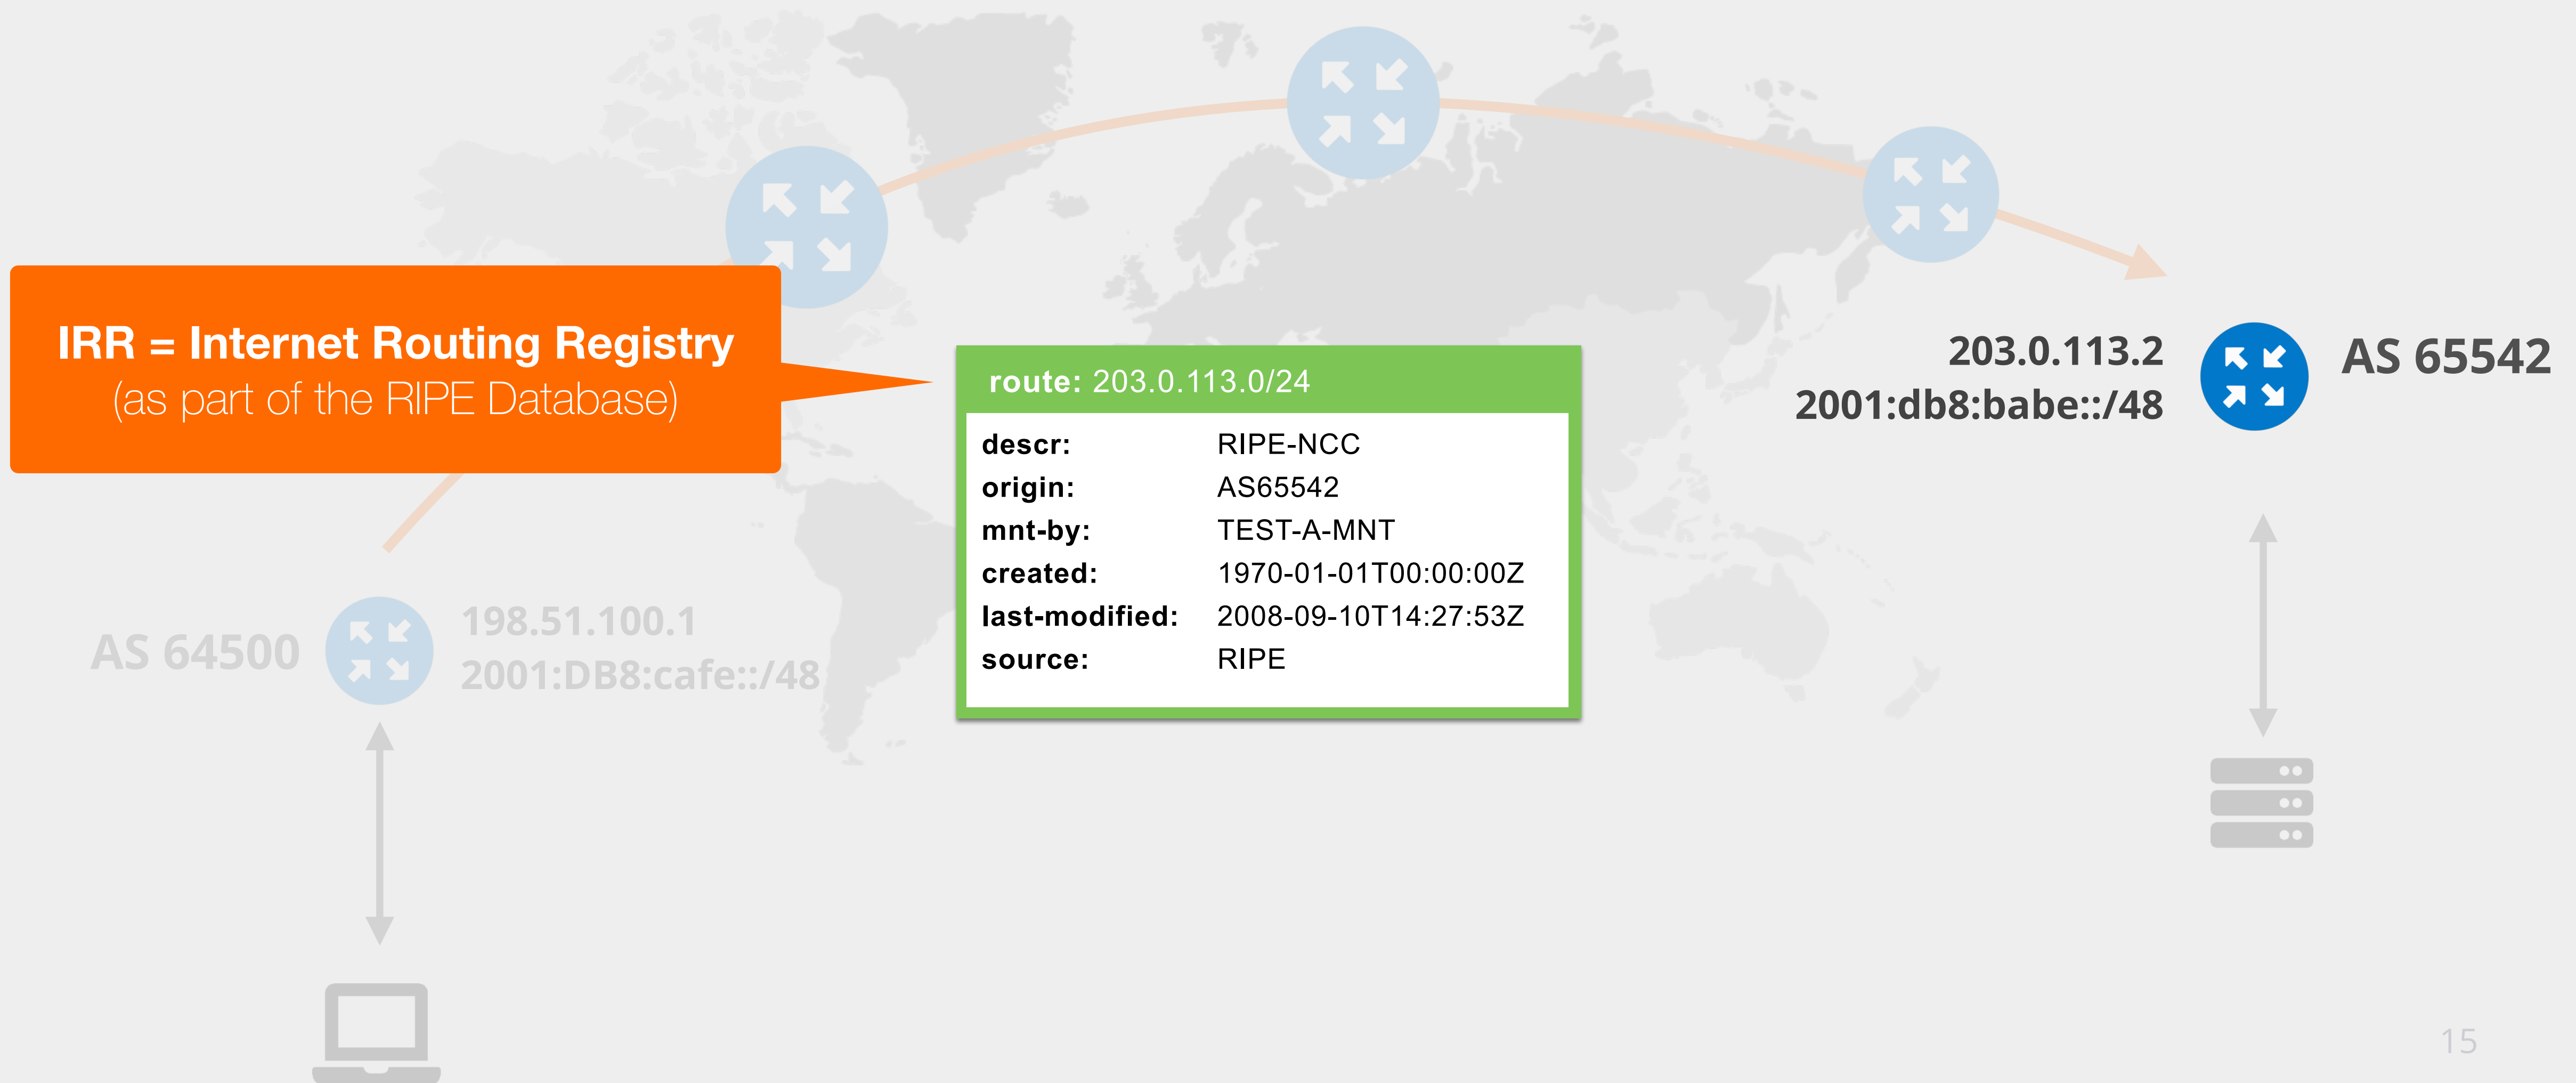 IRR = Internet Routing Registry
(as part of the RIPE Database)
route: 203.0.113.0/24
descr: RIPE-NCC
origin: AS65542
mnt-by: TEST-A-MNT
created: 1970-01-01T00:00:00Z
last-modified: 2008-09-10T14:27:53Z
source: RIPE
203.0.113.2
2001:db8:babe::/48
AS 65542
AS 64500
198.51.100.1
2001:DB8:cafe::/48
15